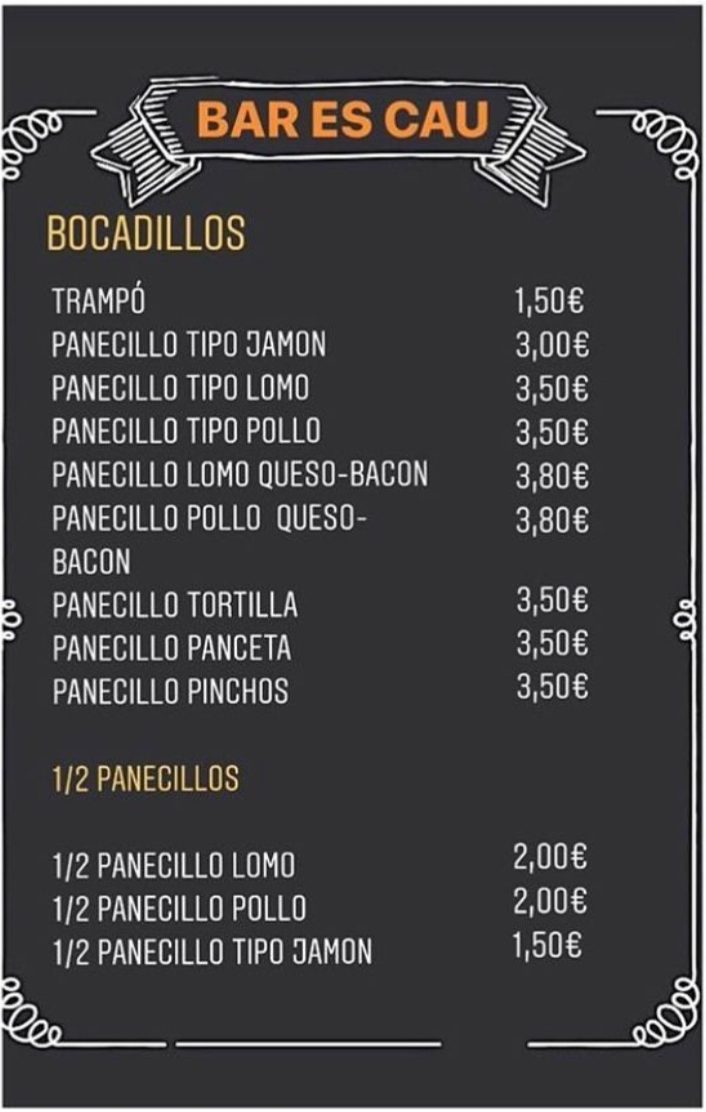 BAR ES CAU
BOCADILLOS
TRAMPÓ 1,50€
PANECILLO TIPO JAMON 3,00€
PANECILLO TIPO LOMO 3,50€
PANECILLO TIPO POLLO 3,50€
PANECILLO LOMO QUESO-BACON 3,80€
PANECILLO POLLO QUESO- 3,80€
BACON
PANECILLO TORTILLA 3,50€
PANECILLO PANCETA 3,50€
PANECILLO PINCHOS 3,50€
1/2 PANECILLOS
1/2 PANECILLO LOMO 2,00€
1/2 PANECILLO POLLO 2,00€
1/2 PANECILLO TIPO JAMON 1,50€